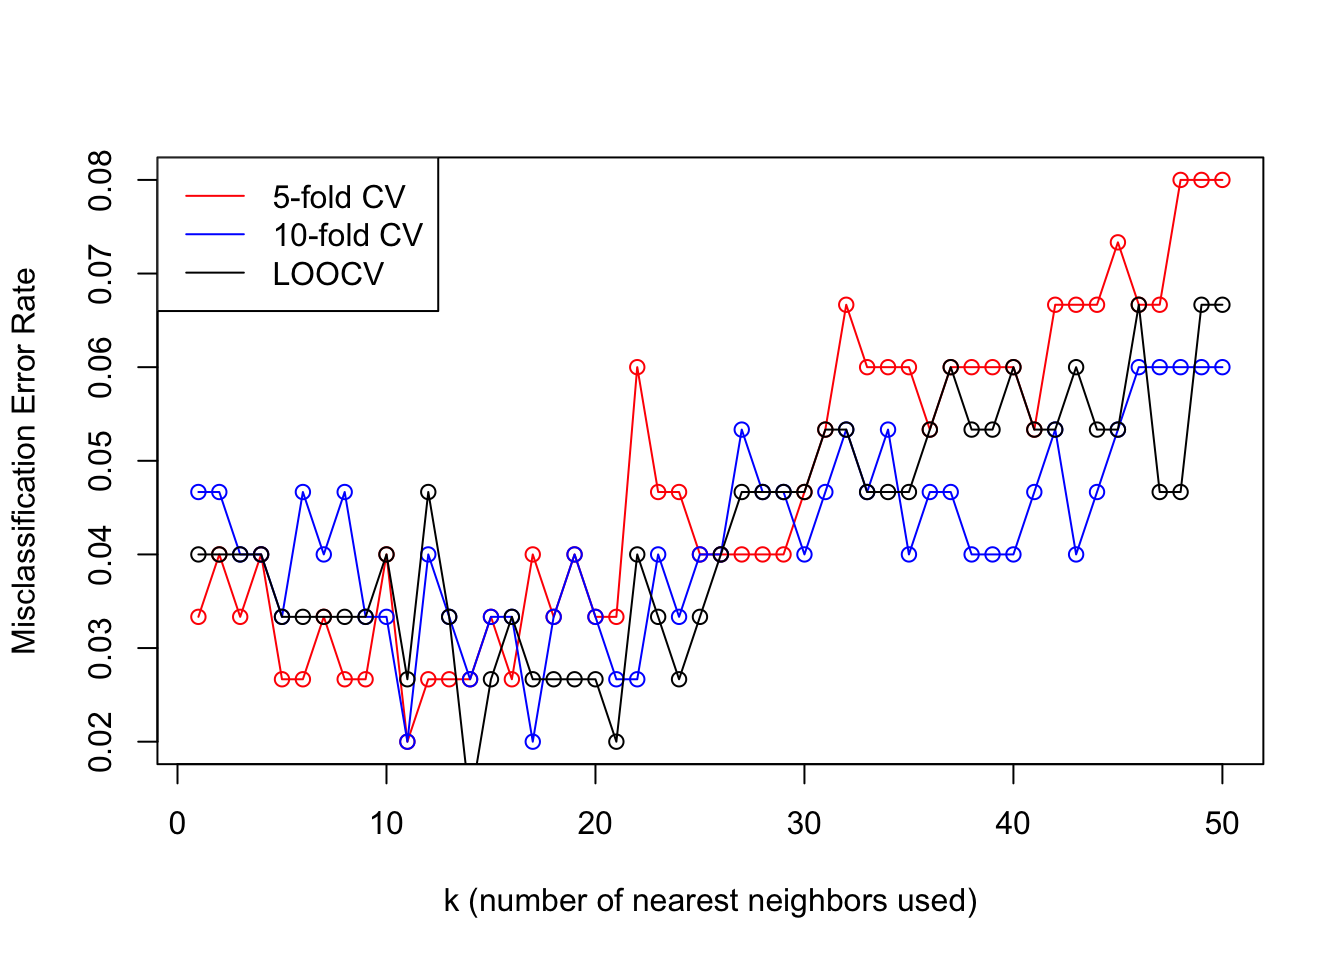 5-fold CV
10-fold CV
LOOCV
Misclassification Error Rate
0.08
0.07
0.06
0.05
0.04
0.03
0.02
0 10 20 30 40 50
k (number of nearest neighbors used)